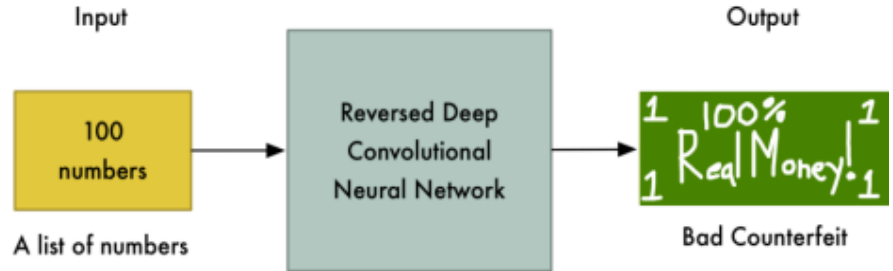 Input
100
numbers
A list of numbers
Reversed Deep
Convolutional
Neural Network
Output
1 100% 1
Real Money!
1 1
Bad Counterfeit